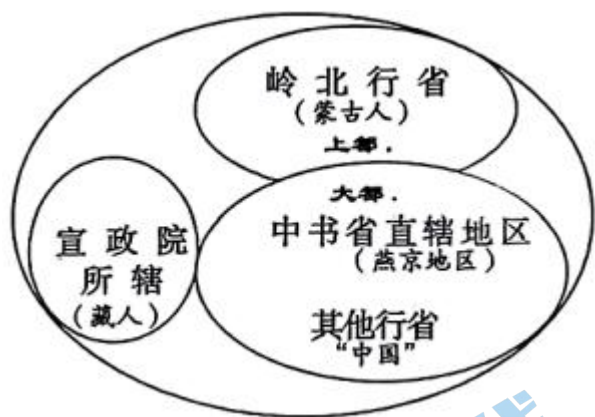 岭北行省
(蒙古人)
上都.
大都.
中书省直辖地区
(燕京地区)
宣政院
所辖
(藏人)
其他行省
“中国”